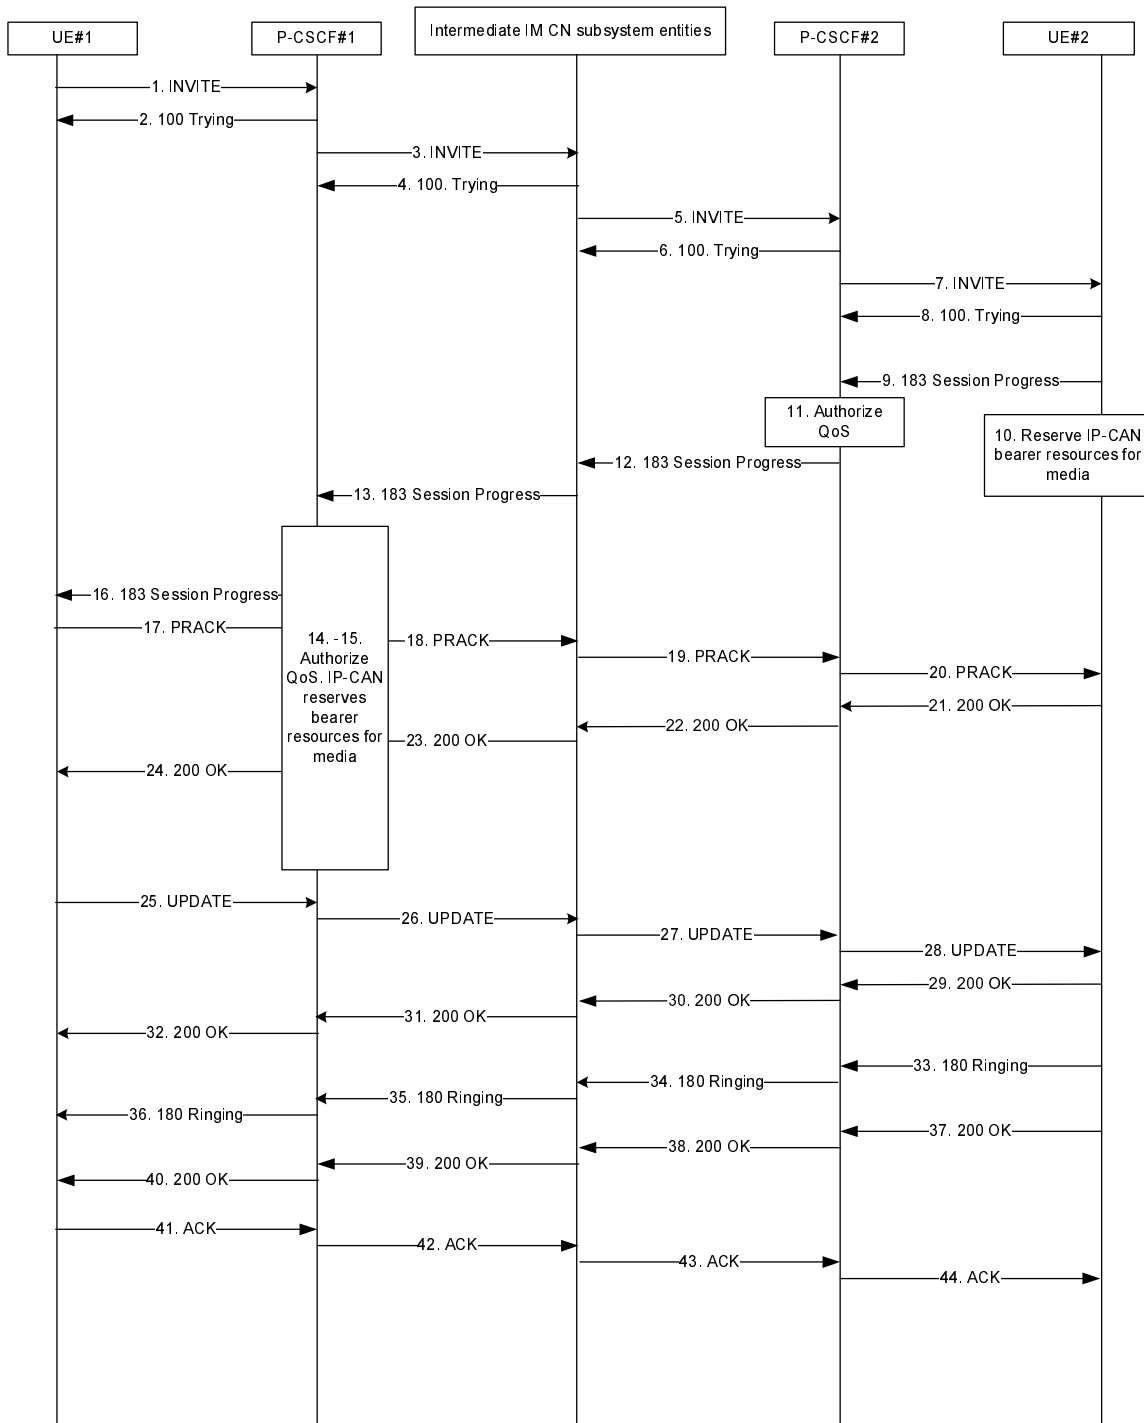 UE#1
P-CSCF#1
Intermediate IM CN subsystem entities
P-CSCF#2
UE#2
1. INVITE
2. 100 Trying
3. INVITE
4. 100. Trying
5. INVITE
6. 100. Trying
7. INVITE
8. 100. Trying
9. 183 Session Progress
11. Authorize
QoS
10. Reserve IP-CAN
bearer resources for
media
12. 183 Session Progress
13. 183 Session Progress
16. 183 Session Progress
17. PRACK
14. -15.
Authorize
QoS. IP-CAN
reserves
bearer
resources for
media
18. PRACK
19. PRACK
20. PRACK
21. 200 OK
22. 200 OK
23. 200 OK
24. 200 OK
25. UPDATE
26. UPDATE
27. UPDATE
28. UPDATE
29. 200 OK
30. 200 OK
31. 200 OK
32. 200 OK
33. 180 Ringing
34. 180 Ringing
35. 180 Ringing
36. 180 Ringing
37. 200 OK
38. 200 OK
39. 200 OK
40. 200 OK
41. ACK
42. ACK
43. ACK
44. ACK